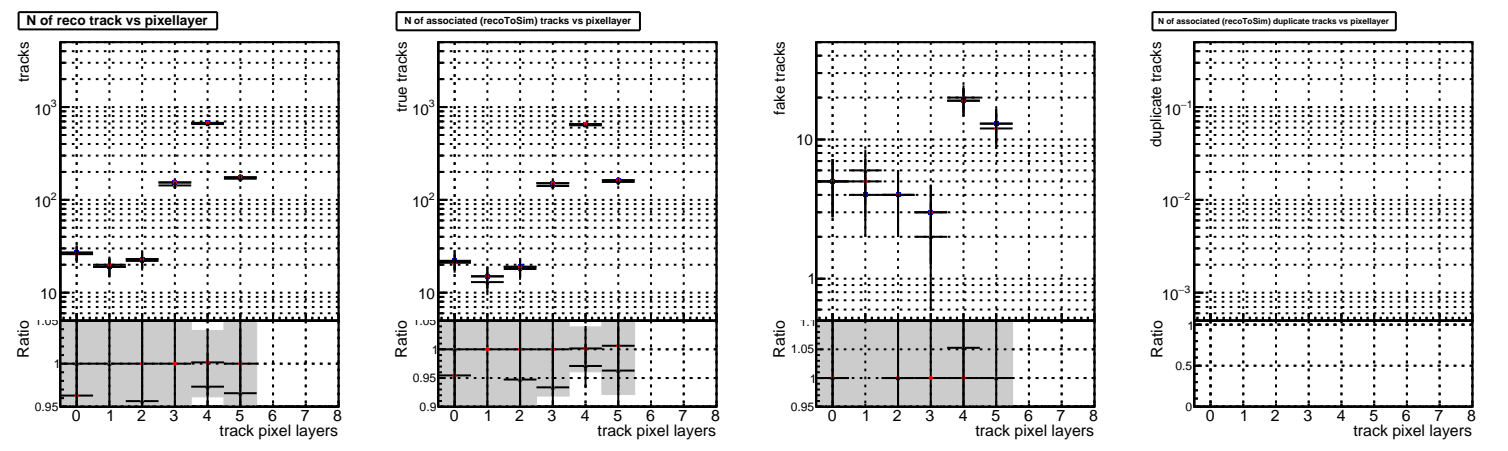 N of reco track vs pixellayer
tracks
10³
10²
10
1.05
1
0.95
Ratio
0 1 2 3 4 5 6 7 8
track pixel layers
N of associated (recoToSim) tracks vs pixellayer
true tracks
10³
10²
10
1.05
1
0.95
0.9
Ratio
0 1 2 3 4 5 6 7 8
track pixel layers
fake tracks
10
1
1.1
1.05
1
0.95
Ratio
0 1 2 3 4 5 6 7 8
track pixel layers
N of associated (recoToSim) duplicate tracks vs pixellayer
duplicate tracks
10⁻¹
10⁻²
10⁻³
1
0.5
0
Ratio
0 1 2 3 4 5 6 7 8
track pixel layers